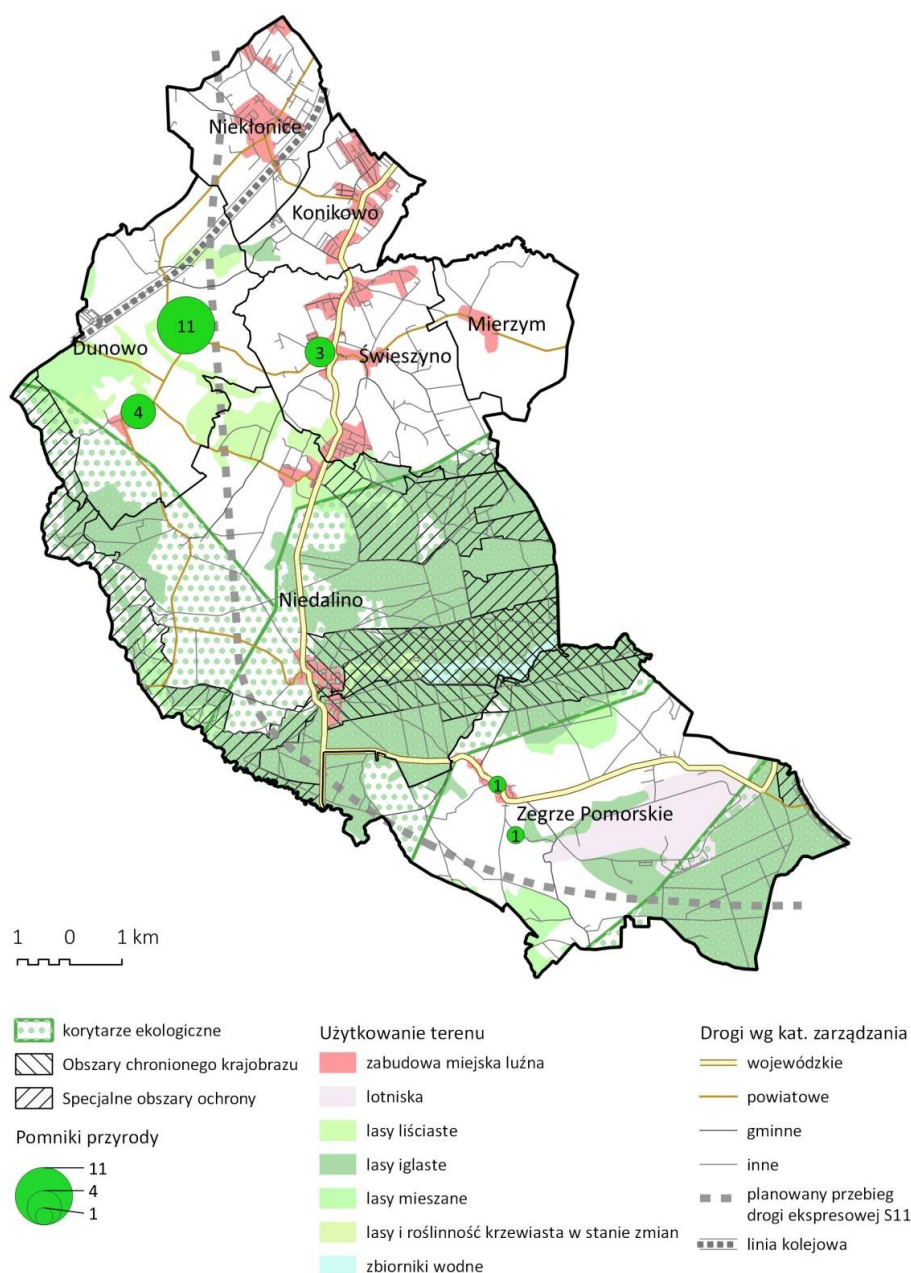 Niekłonice
Konikowo
Mierzym
11
Dunowo
3
Świeszyno
4
Niedalino
1
Zegrze Pomorskie
1
1 0 1 km
korytarze ekologiczne
Obszary chronionego krajobrazu
Specjalne obszary ochrony
Pomniki przyrody
11
4
1
Użytkowanie terenu
zabudowa miejska luźna
lotniska
lasy liściaste
lasy iglaste
lasy mieszane
lasy i roślinność krzewiasta w stanie zmian
zbiorniki wodne
Drogi wg kat. zarządzania
wojewódzkie
powiatowe
gminne
inne
planowany przebieg
drogi ekspresowej S11
linia kolejowa